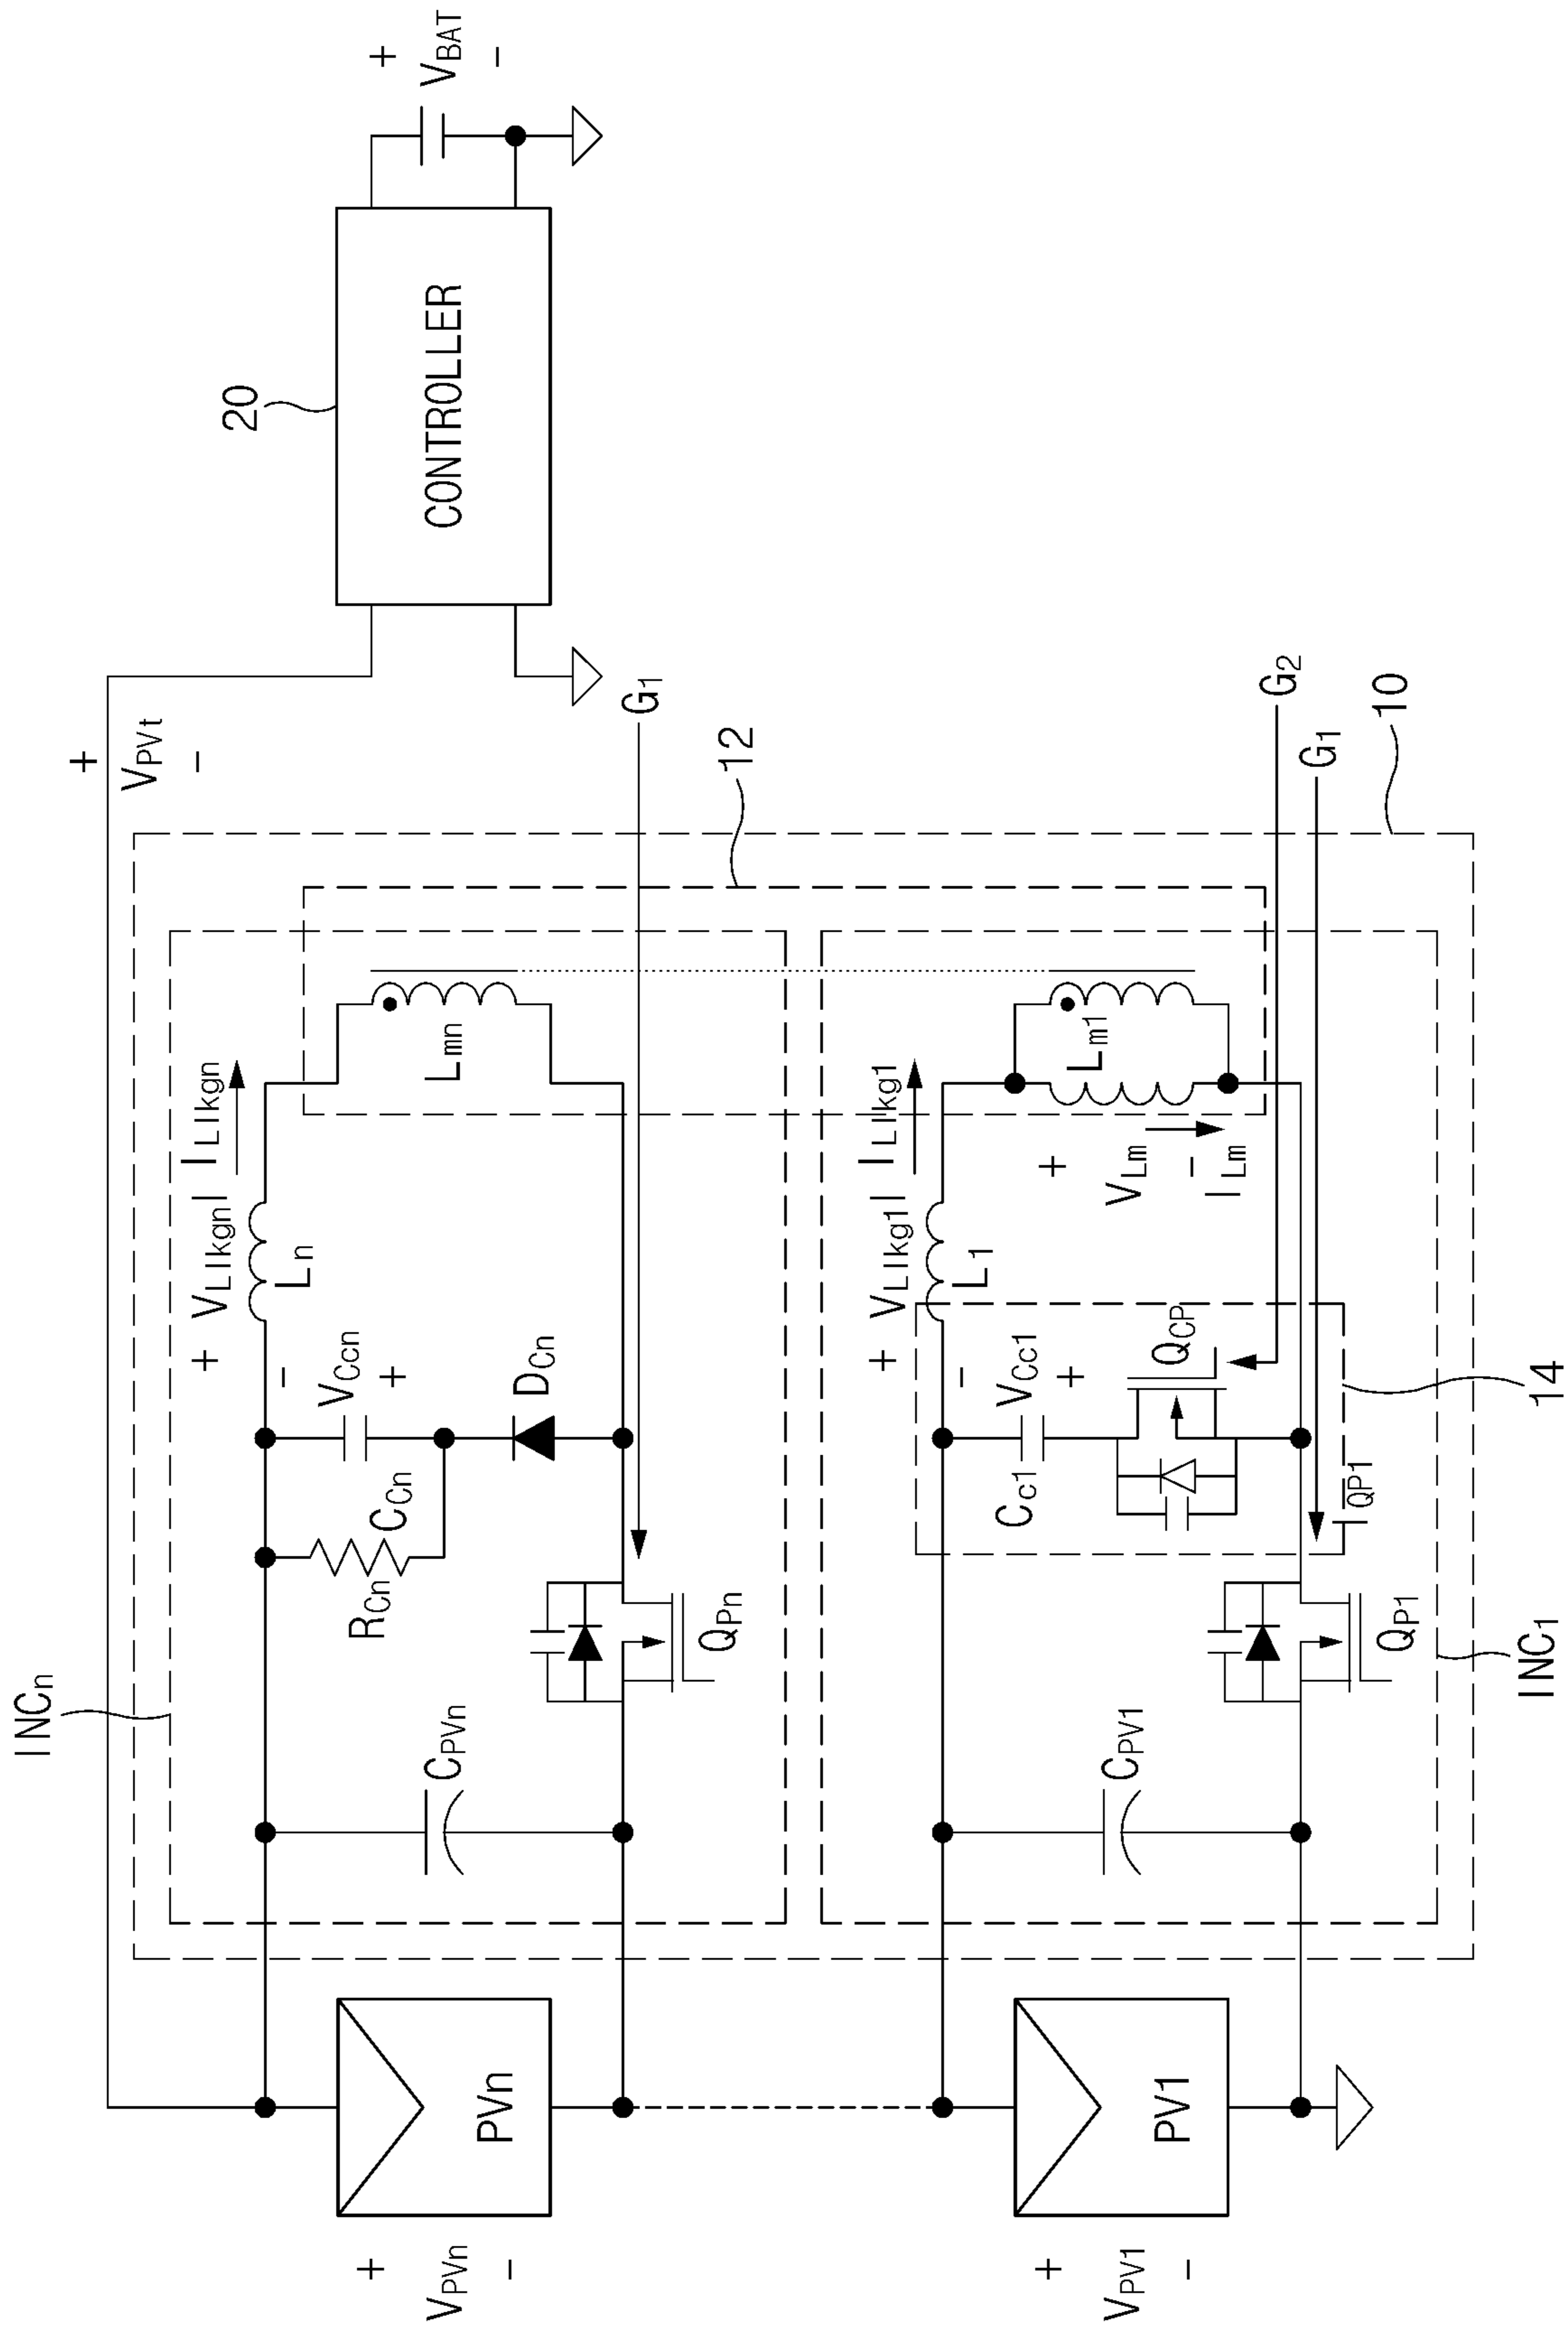 INCn
+
VPVt
-
20
CONTROLLER
+
VBAT
-
+ VLlkgn -
ILlkgn
Ln
Lmn
-
VCcn
+
CCn
RCn
DCn
CPVn
QPn
G1
12
+
VPVn
-
PVn
+ VLlkg1 -
ILlkg1
L1
Lm1
+
VLm
-
ILm
-
VCc1
+
Cc1
QCP
G2
G1
10
14
IQP1
CPV1
QP1
INC1
+
VPV1
-
PV1